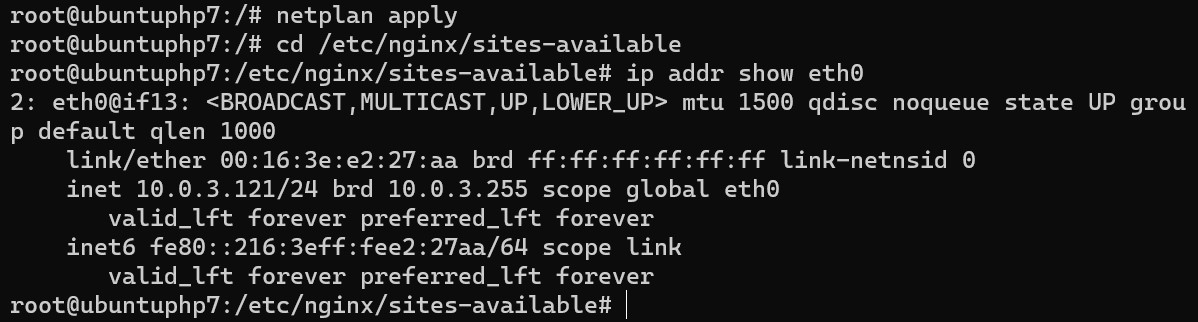 root@ubuntuphp7:/# netplan apply
root@ubuntuphp7:/# cd /etc/nginx/sites-available
root@ubuntuphp7:/etc/nginx/sites-available# ip addr show eth0
2: eth0@if13: <BROADCAST,MULTICAST,UP,LOWER_UP> mtu 1500 qdisc noqueue state UP grou
p default qlen 1000
    link/ether 00:16:3e:e2:27:aa brd ff:ff:ff:ff:ff:ff link-netnsid 0
    inet 10.0.3.121/24 brd 10.0.3.255 scope global eth0
       valid_lft forever preferred_lft forever
    inet6 fe80::216:3eff:fee2:27aa/64 scope link
       valid_lft forever preferred_lft forever
root@ubuntuphp7:/etc/nginx/sites-available#